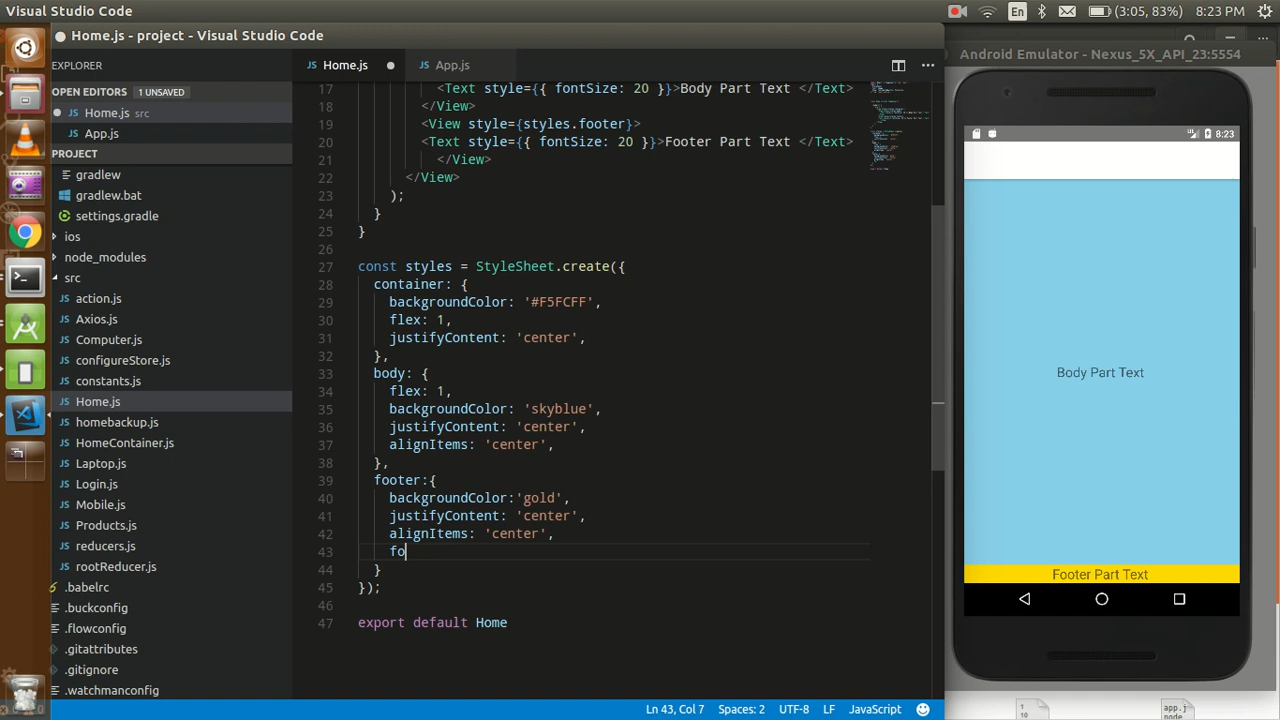 Visual Studio Code
En
(3:05, 83%)
8:23 PM
Home.js - project - Visual Studio Code
Android Emulator - Nexus_5X_API_23:5554
EXPLORER
OPEN EDITORS
1 UNSAVED
Home.js src
App.js
PROJECT
gradlew
gradlew.bat
settings.gradle
ios
node_modules
src
action.js
Axios.js
Computer.js
configureStore.js
constants.js
Home.js
homebackup.js
HomeContainer.js
Laptop.js
Login.js
Mobile.js
Products.js
reducers.js
rootReducer.js
.babelrc
.buckconfig
.flowconfig
.gitattributes
.gitignore
.watchmanconfig
Home.js
App.js
17 <Text style={{ fontSize: 20 }}>Body Part Text </Text>
18 </View>
19 <View style={styles.footer}>
20 <Text style={{ fontSize: 20 }}>Footer Part Text </Text>
21 </View>
22 </View>
23 );
24 }
25 }
26
27 const styles = StyleSheet.create({
28 container: {
29 backgroundColor: '#F5FCFF',
30 flex: 1,
31 justifyContent: 'center',
32 },
33 body: {
34 flex: 1,
35 backgroundColor: 'skyblue',
36 justifyContent: 'center',
37 alignItems: 'center',
38 },
39 footer:{
40 backgroundColor:'gold',
41 justifyContent: 'center',
42 alignItems: 'center',
43 fo
44 }
45 });
46
47 export default Home
Ln 43, Col 7
Spaces: 2
UTF-8
LF
JavaScript
8:23
Body Part Text
Footer Part Text
1
10
app.j
node